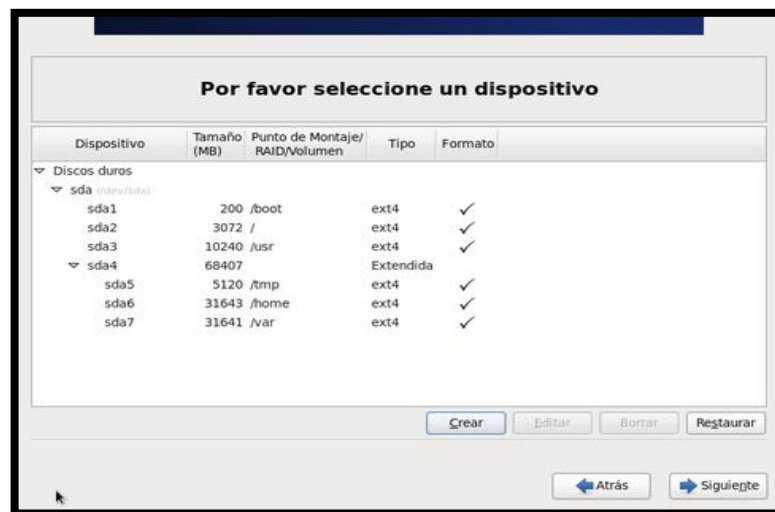 Por favor seleccione un dispositivo
Dispositivo Tamaño (MB) Punto de Montaje/ RAID/Volumen Tipo Formato
Discos duros
sda (/dev/sda)
sda1 200 /boot ext4
sda2 3072 / ext4
sda3 10240 /usr ext4
sda4 68407 Extendida
sda5 5120 /tmp ext4
sda6 31643 /home ext4
sda7 31641 /var ext4
Crear Editar Borrar Restaurar
Atrás Siguiente